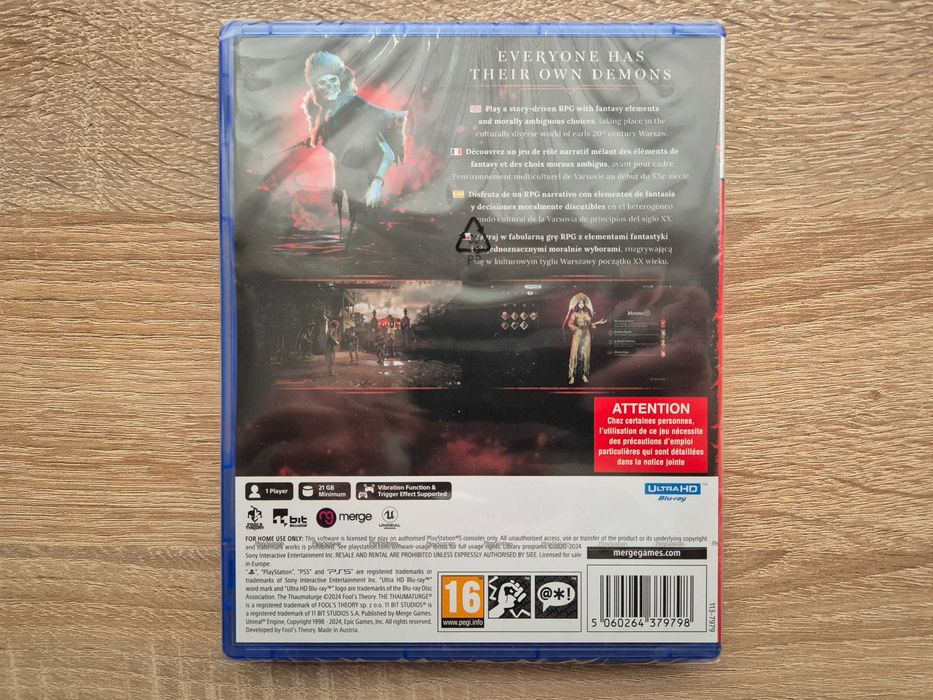 EVERYONE HAS
THEIR OWN DEMONS
Play a story-driven RPG with fantasy elements
and morally ambiguous choices, taking place in the
culturally diverse world of early 20th century Warsaw.
Découvrez un jeu de rôle narratif mêlant des éléments de
fantasy et des choix moraux ambigus, ayant pour cadre
l'environnement multiculturel de Varsovie au début du XXe siècle.
Disfruta de un RPG narrativo con elementos de fantasía
y decisiones moralmente discutibles en el heterogéneo
cultural de la Varsovia de principios del siglo XX.
Zagraj w fabularną grę RPG z elementami fantastyki
wyborami, rozgrywającą
się w kulturowym tyglu Warszawy początku XX wieku.
ATTENTION
Chez certaines personnes,
l'utilisation de ce jeu nécessite
des précautions d'emploi
particulières qui sont détaillées
dans la notice jointe
1 Player
21 GB
Minimum
Vibration Function &
Trigger Effect Supported
ULTRA HD
Blu-ray™
FOOL'S
THEORY
11 bit
merge
UNREAL
FOR HOME USE ONLY: This software is licensed for play on authorised PlayStation®5 consoles only. All unauthorised access, use or transfer of the product or its underlying copyright
and trademark works is prohibited. See playstation.com/software-usage-terms for full usage rights. Library programs ©2020-2024
Sony Interactive Entertainment Inc. RESALE AND RENTAL ARE PROHIBITED UNLESS EXPRESSLY AUTHORISED BY SIE. Licensed for sale
in Europe.
mergegames.com
"PlayStation", "PS5" and "PS5" are registered trademarks or
trademarks of Sony Interactive Entertainment Inc. "Ultra HD Blu-ray™"
word mark and "Ultra HD Blu-ray™" logo are trademarks of the Blu-ray Disc
Association. The Thaumaturge ©2024 Fool's Theory. THE THAUMATURGE®
is a registered trademark of FOOL'S THEORY sp. z o.o. 11 BIT STUDIOS® is
a registered trademark of 11 BIT STUDIOS S.A. Published by Merge Games.
Unreal® Engine, Copyright 1998 - 2024, Epic Games, Inc. All rights reserved.
Developed by Fool's Theory. Made in Austria.
16
www.pegi.info
@*!
5 060264 379798
113-7979